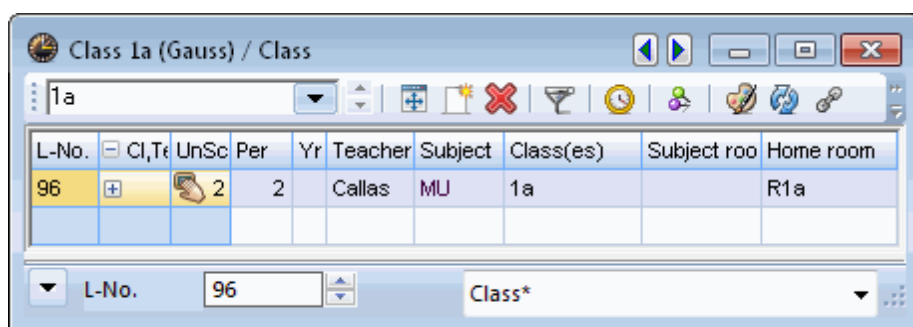 Class 1a (Gauss) / Class
1a
L-No. Cl,Te UnSc Per Yr Teacher Subject Class(es) Subject roo Home room
96 2 2 Callas MU 1a R1a
L-No. 96 Class*